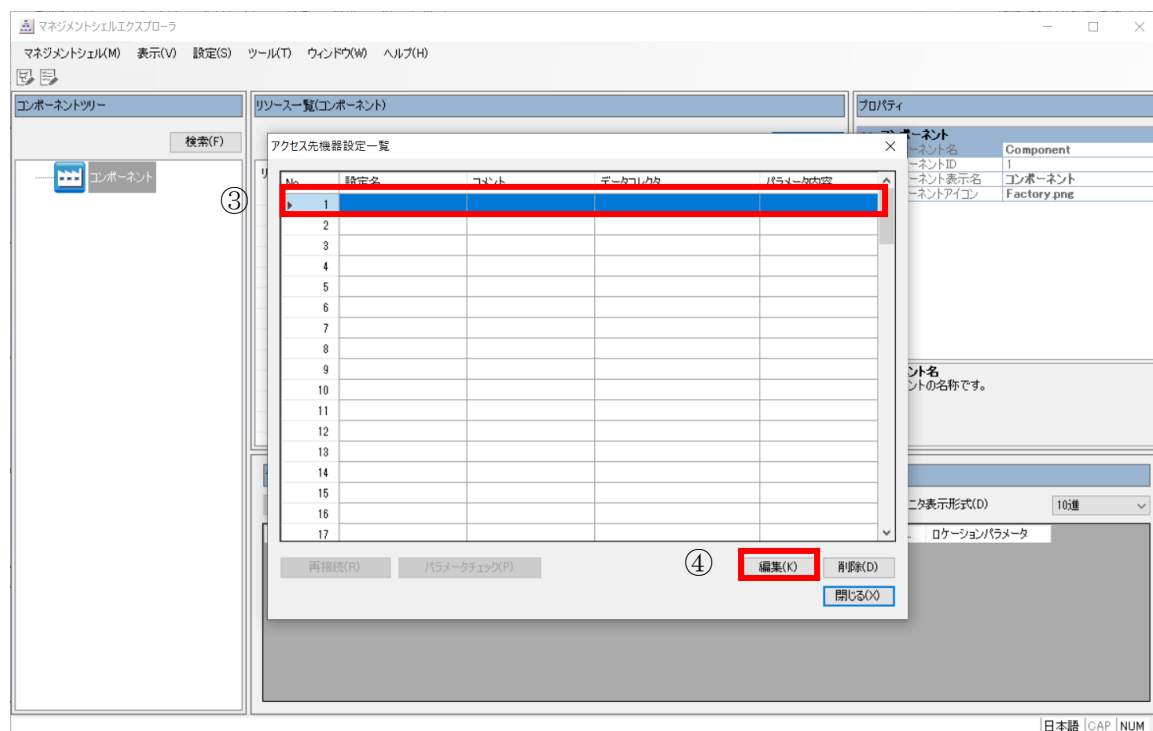 マネジメントシェルエクスプローラ
マネジメントシェル(M) 表示(V) 設定(S) ツール(T) ウィンドウ(W) ヘルプ(H)
コンポーネントツリー
検索(F)
コンポーネント
リソース一覧(コンポーネント)
プロパティ
アクセス先機器設定一覧
No. 設定名 コメント データコレクタ パラメータ内容
③
1
2
3
4
5
6
7
8
9
10
11
12
13
14
15
16
17
再接続(R) パラメータチェック(P) ④ 編集(K) 削除(D)
閉じる(X)
ーネント名 Component
ーネントID 1
ーネント表示名 コンポーネント
ーネントアイコン Factory.png
ント名
ントの名称です。
ニタ表示形式(D) 10進
ロケーションパラメータ
日本語 CAP NUM